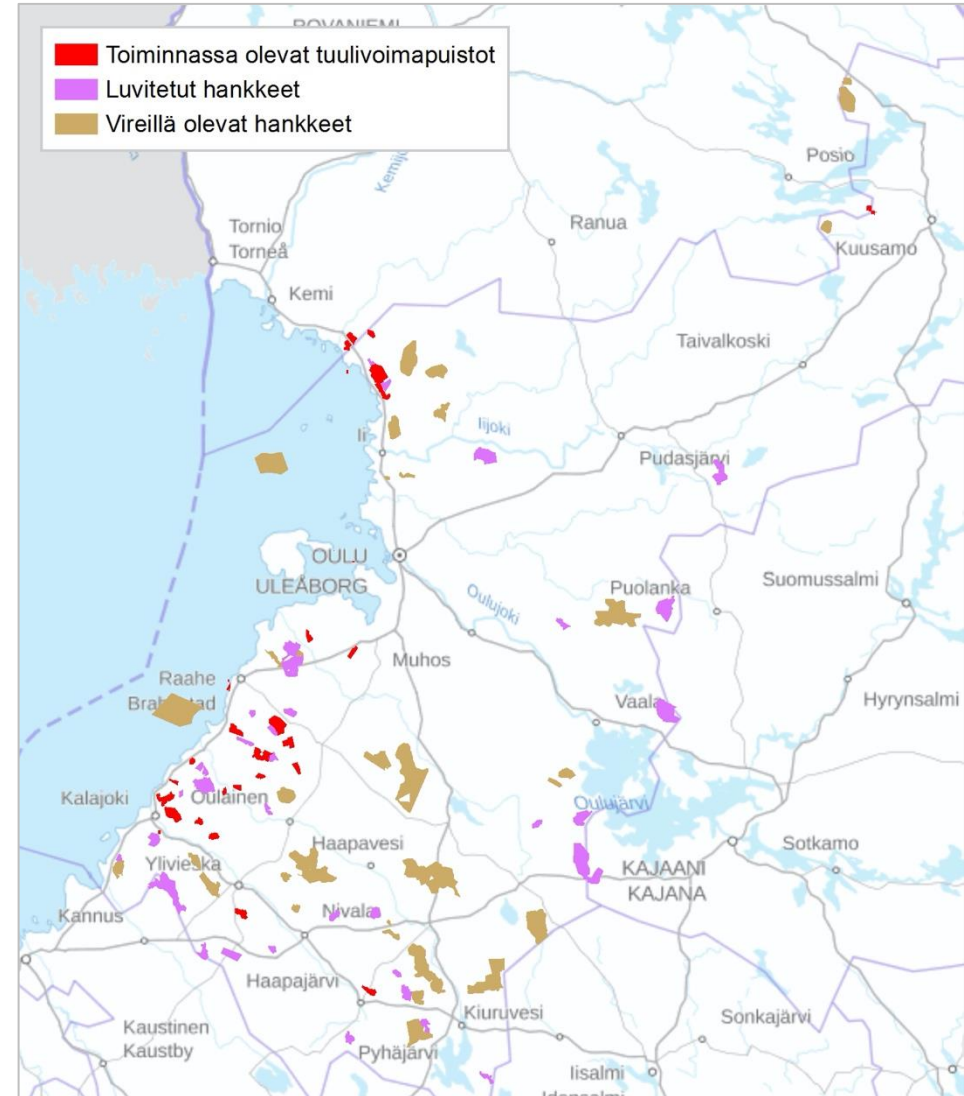 ROVANIEMI
Toiminnassa olevat tuulivoimapuistot
Luvitetut hankkeet
Vireillä olevat hankkeet
Posio
Ranua
Tornio
Torneå
Kuusamo
Kemi
Taivalkoski
Ii
Iijoki
Pudasjärvi
OULU
ULEÅBORG
Oulujoki
Puolanka
Suomussalmi
Muhos
Raahe
Vaala
Hyrynsalmi
Kalajoki
Oulainen
Oulujärvi
Haapavesi
Sotkamo
Ylivieska
KAJAANI
KAJANA
Kannus
Nivala
Haapajärvi
Kiuruvesi
Sonkajärvi
Kaustinen
Kaustby
Pyhäjärvi
Iisalmi